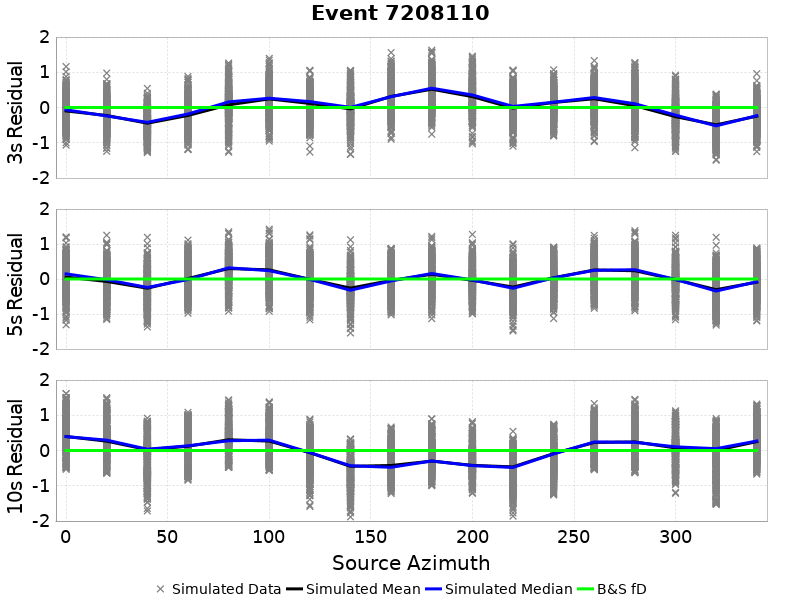 Event 7208110
3s Residual
2
1
0
-1
-2
5s Residual
2
1
0
-1
-2
10s Residual
2
1
0
-1
-2
0 50 100 150 200 250 300
Source Azimuth
Simulated Data Simulated Mean Simulated Median B&S fD